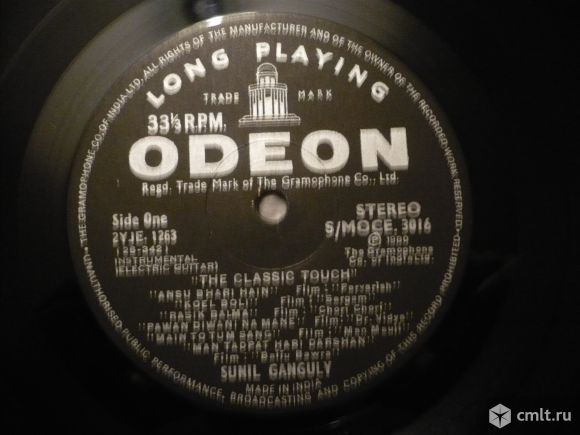 THE GRAMOPHONE CO. OF INDIA LTD. ALL RIGHTS OF THE MANUFACTURER AND OF THE OWNER OF THE RECORDED WORK RESERVED.
LONG PLAYING
TRADE MARK
33⅓ R.P.M.
ODEON
Regd. Trade Mark of The Gramophone Co., Ltd.
Side One
2YJE. 1263
INSTRUMENTAL
(ELECTRIC GUITAR)
STEREO
S/MOCE. 3016
The Gramophone
Co. of India Ltd.
"THE CLASSIC TOUCH"
"ANSU BHARI HAIN" Film : Parvarish
"KOEL BOLI" Film : Sargam
"RASIK BALMA" Film : Chori Chori
"PAWAN DIWANI NA MANE" Film : Dr. Vidya
"MAIN TO TUM SANG" Film :
"MAN TADPAT HARI DARSHAN"
Film : Baiju Bawra
SUNIL GANGULY
MADE IN INDIA
UNAUTHORISED PUBLIC PERFORMANCE, BROADCASTING AND COPYING OF THIS RECORD PROHIBITED
cmlt.ru